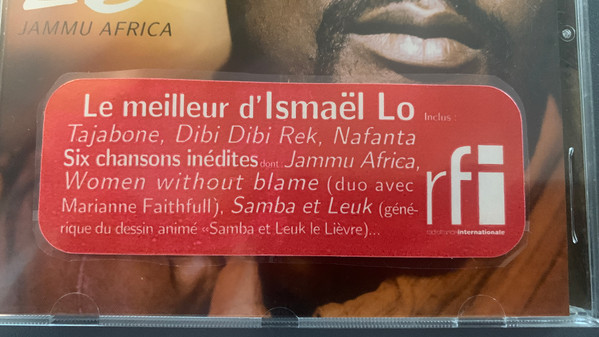 LO
JAMMU AFRICA
Le meilleur d'Ismaël Lo Inclus
Tajabone, Dibi Dibi Rek, Nafanta
Six chansons inédites dont: Jammu Africa,
Women without blame (duo avec
Marianne Faithfull), Samba et Leuk (géné-
rique du dessin animé «Samba et Leuk le Lièvre)...
rfi
radiofranceinternationale